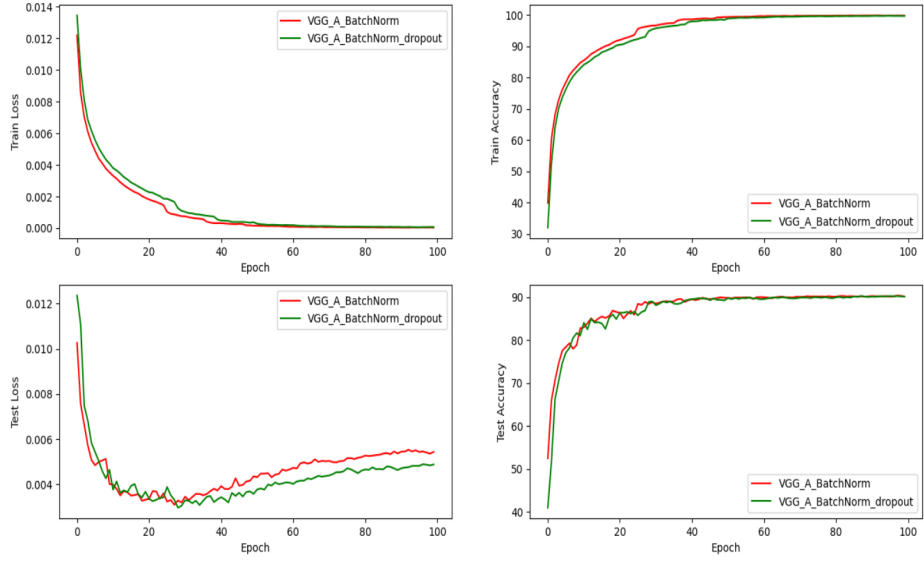 0.014
0.012
0.010
0.008
0.006
0.004
0.002
0.000
Train Loss
0 20 40 60 80 100
Epoch
VGG_A_BatchNorm
VGG_A_BatchNorm_dropout
100
90
80
70
60
50
40
30
Train Accuracy
0 20 40 60 80 100
Epoch
VGG_A_BatchNorm
VGG_A_BatchNorm_dropout
0.012
0.010
0.008
0.006
0.004
Test Loss
0 20 40 60 80 100
Epoch
VGG_A_BatchNorm
VGG_A_BatchNorm_dropout
90
80
70
60
50
40
Test Accuracy
0 20 40 60 80 100
Epoch
VGG_A_BatchNorm
VGG_A_BatchNorm_dropout